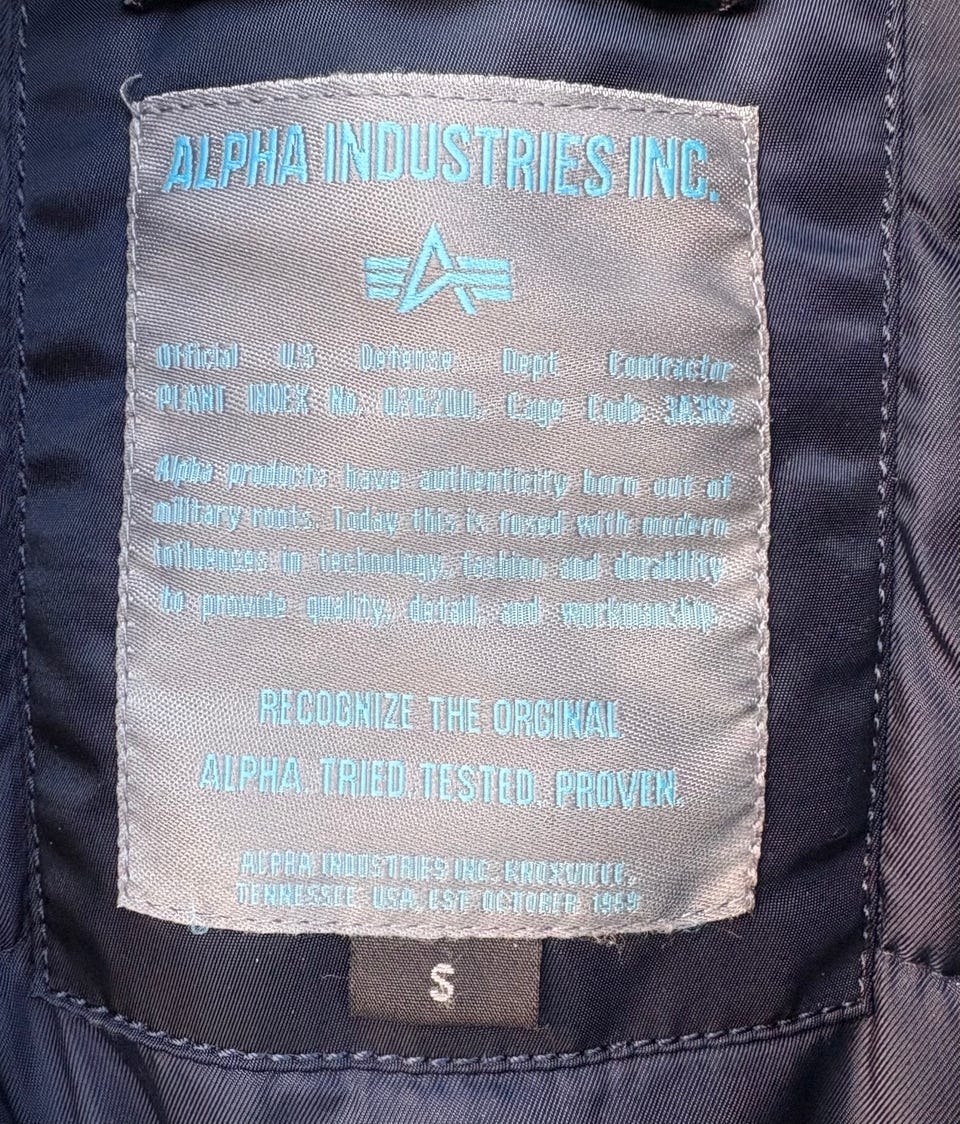 ALPHA INDUSTRIES INC.
Official U.S Defense Dept Contractor
PLANT INDEX No. Cage Code
Alpha products have authenticity born out of
military roots. Today this is fused with modern
influences in technology, fashion and durability
to provide quality, detail, and workmanship.
RECOGNIZE THE ORGINAL
ALPHA. TRIED. TESTED. PROVEN.
ALPHA INDUSTRIES INC. KNOXVILLE,
TENNESSEE USA. EST OCTOBER 1959
S